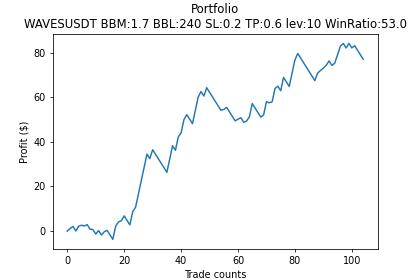 Portfolio
WAVESUSDT BBM:1.7 BBL:240 SL:0.2 TP:0.6 lev:10 WinRatio:53.0
Profit ($)
80
60
40
20
0
0 20 40 60 80 100
Trade counts